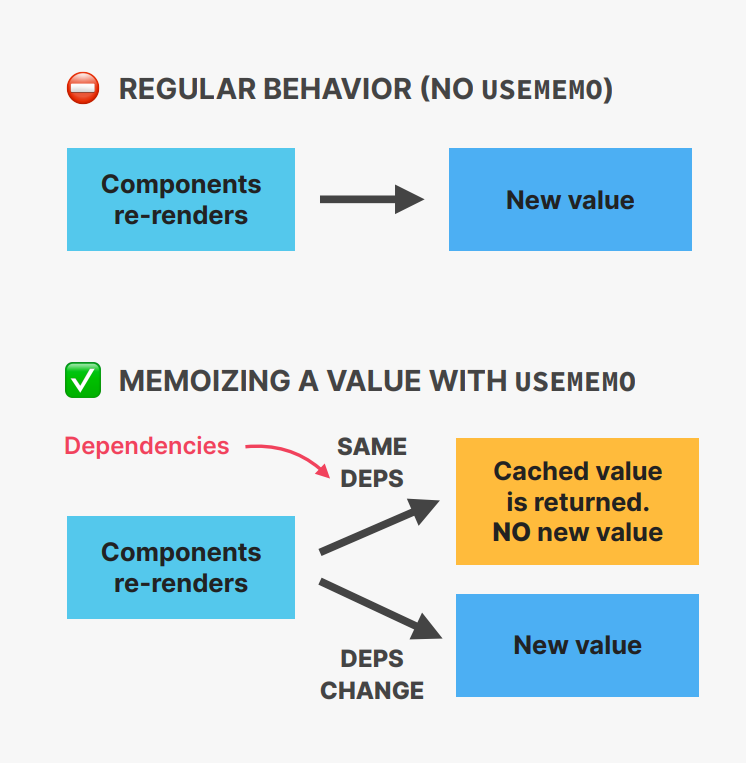 REGULAR BEHAVIOR (NO USEMEMO)
Components
re-renders
New value
MEMOIZING A VALUE WITH USEMEMO
Dependencies
SAME
DEPS
Cached value
is returned.
NO new value
Components
re-renders
New value
DEPS
CHANGE